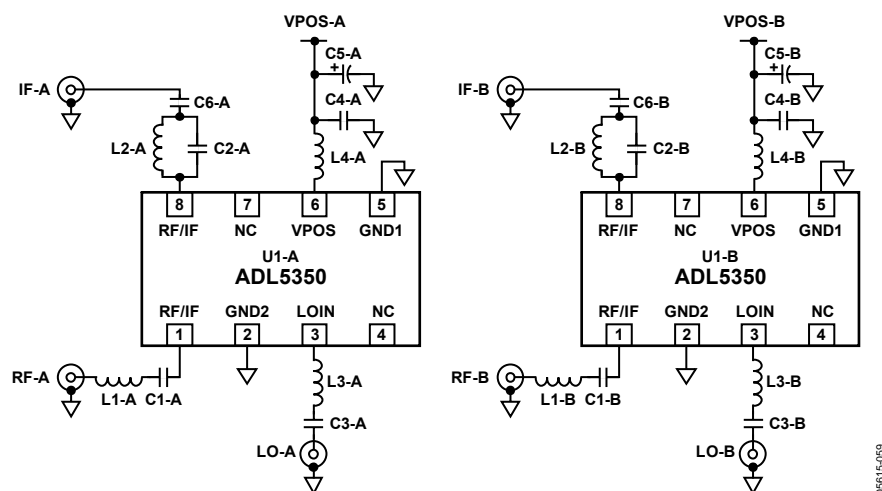 VPOS-A
C5-A
+
IF-A
C6-A
C4-A
L2-A
C2-A
L4-A
8
7
6
5
RF/IF
NC
VPOS
GND1
U1-A
ADL5350
RF/IF
GND2
LOIN
NC
1
2
3
4
RF-A
L1-A
C1-A
L3-A
C3-A
LO-A
VPOS-B
C5-B
+
IF-B
C6-B
C4-B
L2-B
C2-B
L4-B
8
7
6
5
RF/IF
NC
VPOS
GND1
U1-B
ADL5350
RF/IF
GND2
LOIN
NC
1
2
3
4
RF-B
L1-B
C1-B
L3-B
C3-B
LO-B
05615-059